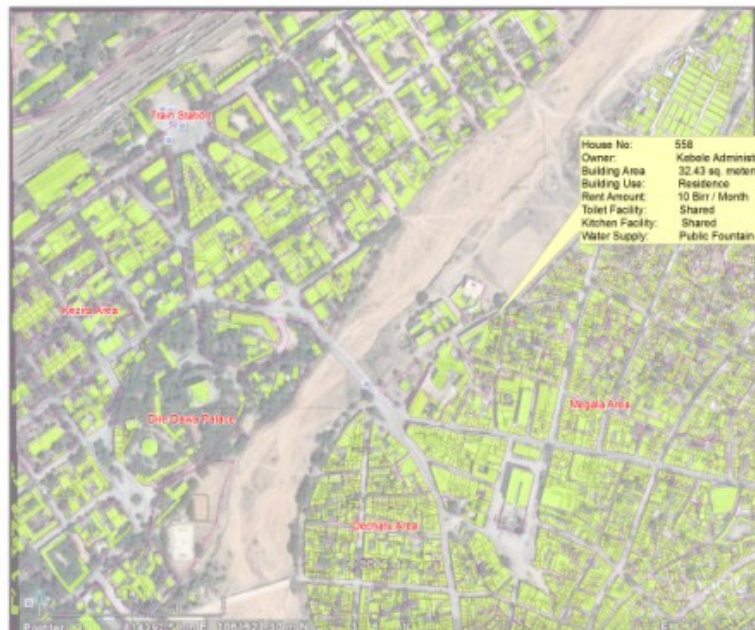 Train Station
House No: 558
Owner: Kebele Administ
Building Area 32.43 sq. meters
Building Use: Residence
Rent Amount: 10 Birr / Month
Toilet Facility: Shared
Kitchen Facility: Shared
Water Supply: Public Fountain
Kezira Area
Dire Dawa Palace
Megala Area
Dechatu Area
Pointer